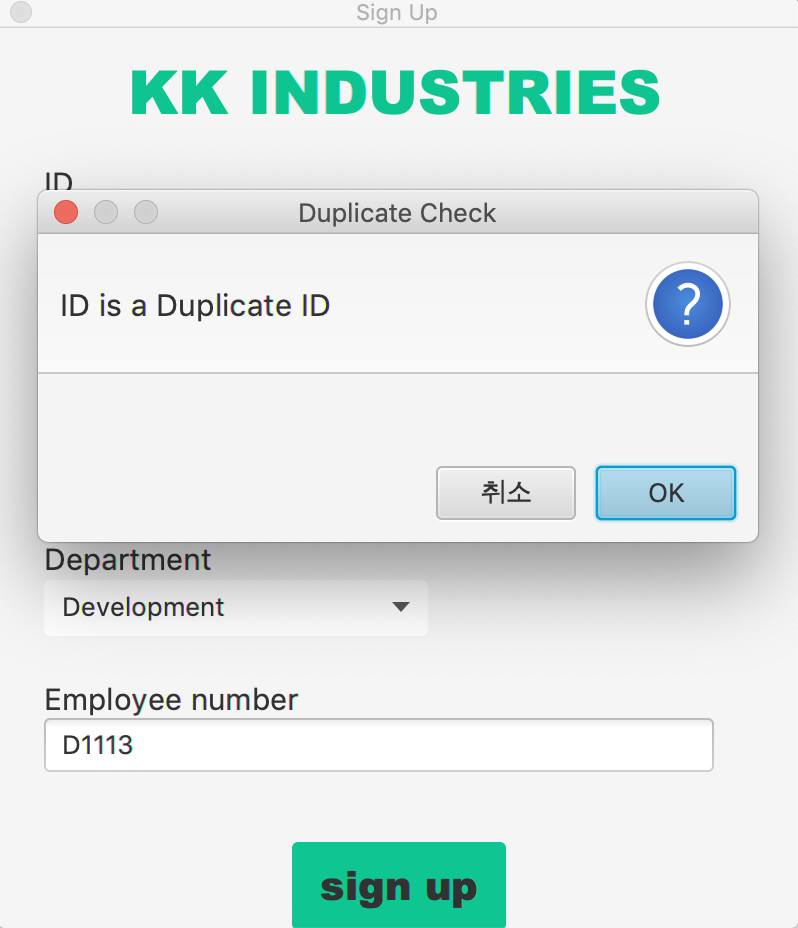 Sign Up
KK INDUSTRIES
ID
Duplicate Check
ID is a Duplicate ID
?
취소
OK
Department
Development
Employee number
D1113
sign up